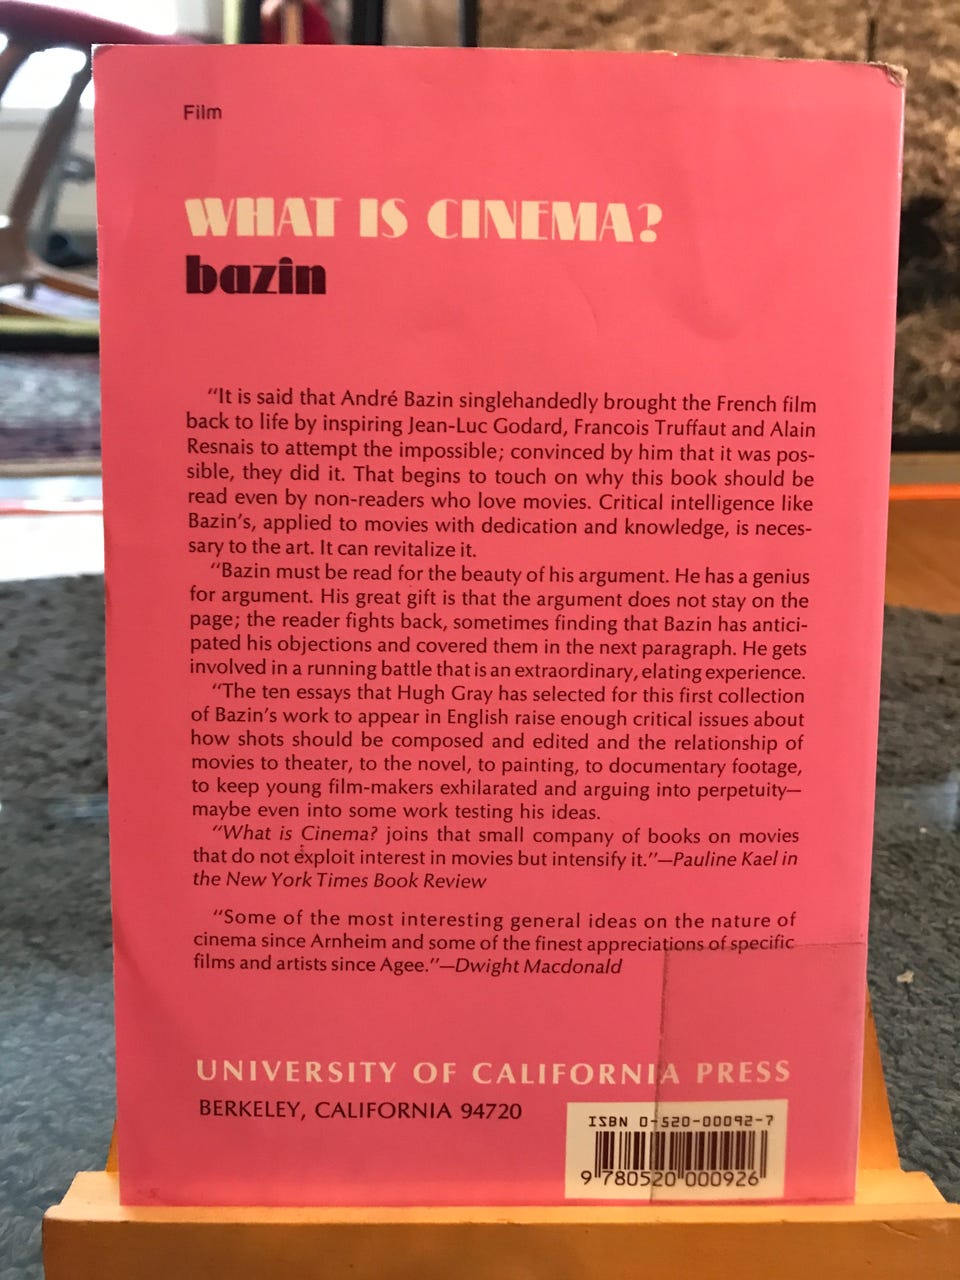 Film
WHAT IS CINEMA?
bazin
“It is said that André Bazin singlehandedly brought the French film
back to life by inspiring Jean-Luc Godard, Francois Truffaut and Alain
Resnais to attempt the impossible; convinced by him that it was pos-
sible, they did it. That begins to touch on why this book should be
read even by non-readers who love movies. Critical intelligence like
Bazin’s, applied to movies with dedication and knowledge, is neces-
sary to the art. It can revitalize it.
“Bazin must be read for the beauty of his argument. He has a genius
for argument. His great gift is that the argument does not stay on the
page; the reader fights back, sometimes finding that Bazin has antici-
pated his objections and covered them in the next paragraph. He gets
involved in a running battle that is an extraordinary, elating experience.
“The ten essays that Hugh Gray has selected for this first collection
of Bazin’s work to appear in English raise enough critical issues about
how shots should be composed and edited and the relationship of
movies to theater, to the novel, to painting, to documentary footage,
to keep young film-makers exhilarated and arguing into perpetuity—
maybe even into some work testing his ideas.
“What is Cinema? joins that small company of books on movies
that do not exploit interest in movies but intensify it.”—Pauline Kael in
the New York Times Book Review
“Some of the most interesting general ideas on the nature of
cinema since Arnheim and some of the finest appreciations of specific
films and artists since Agee.”—Dwight Macdonald
UNIVERSITY OF CALIFORNIA PRESS
BERKELEY, CALIFORNIA 94720
ISBN 0-520-00092-7
9 780520 000926